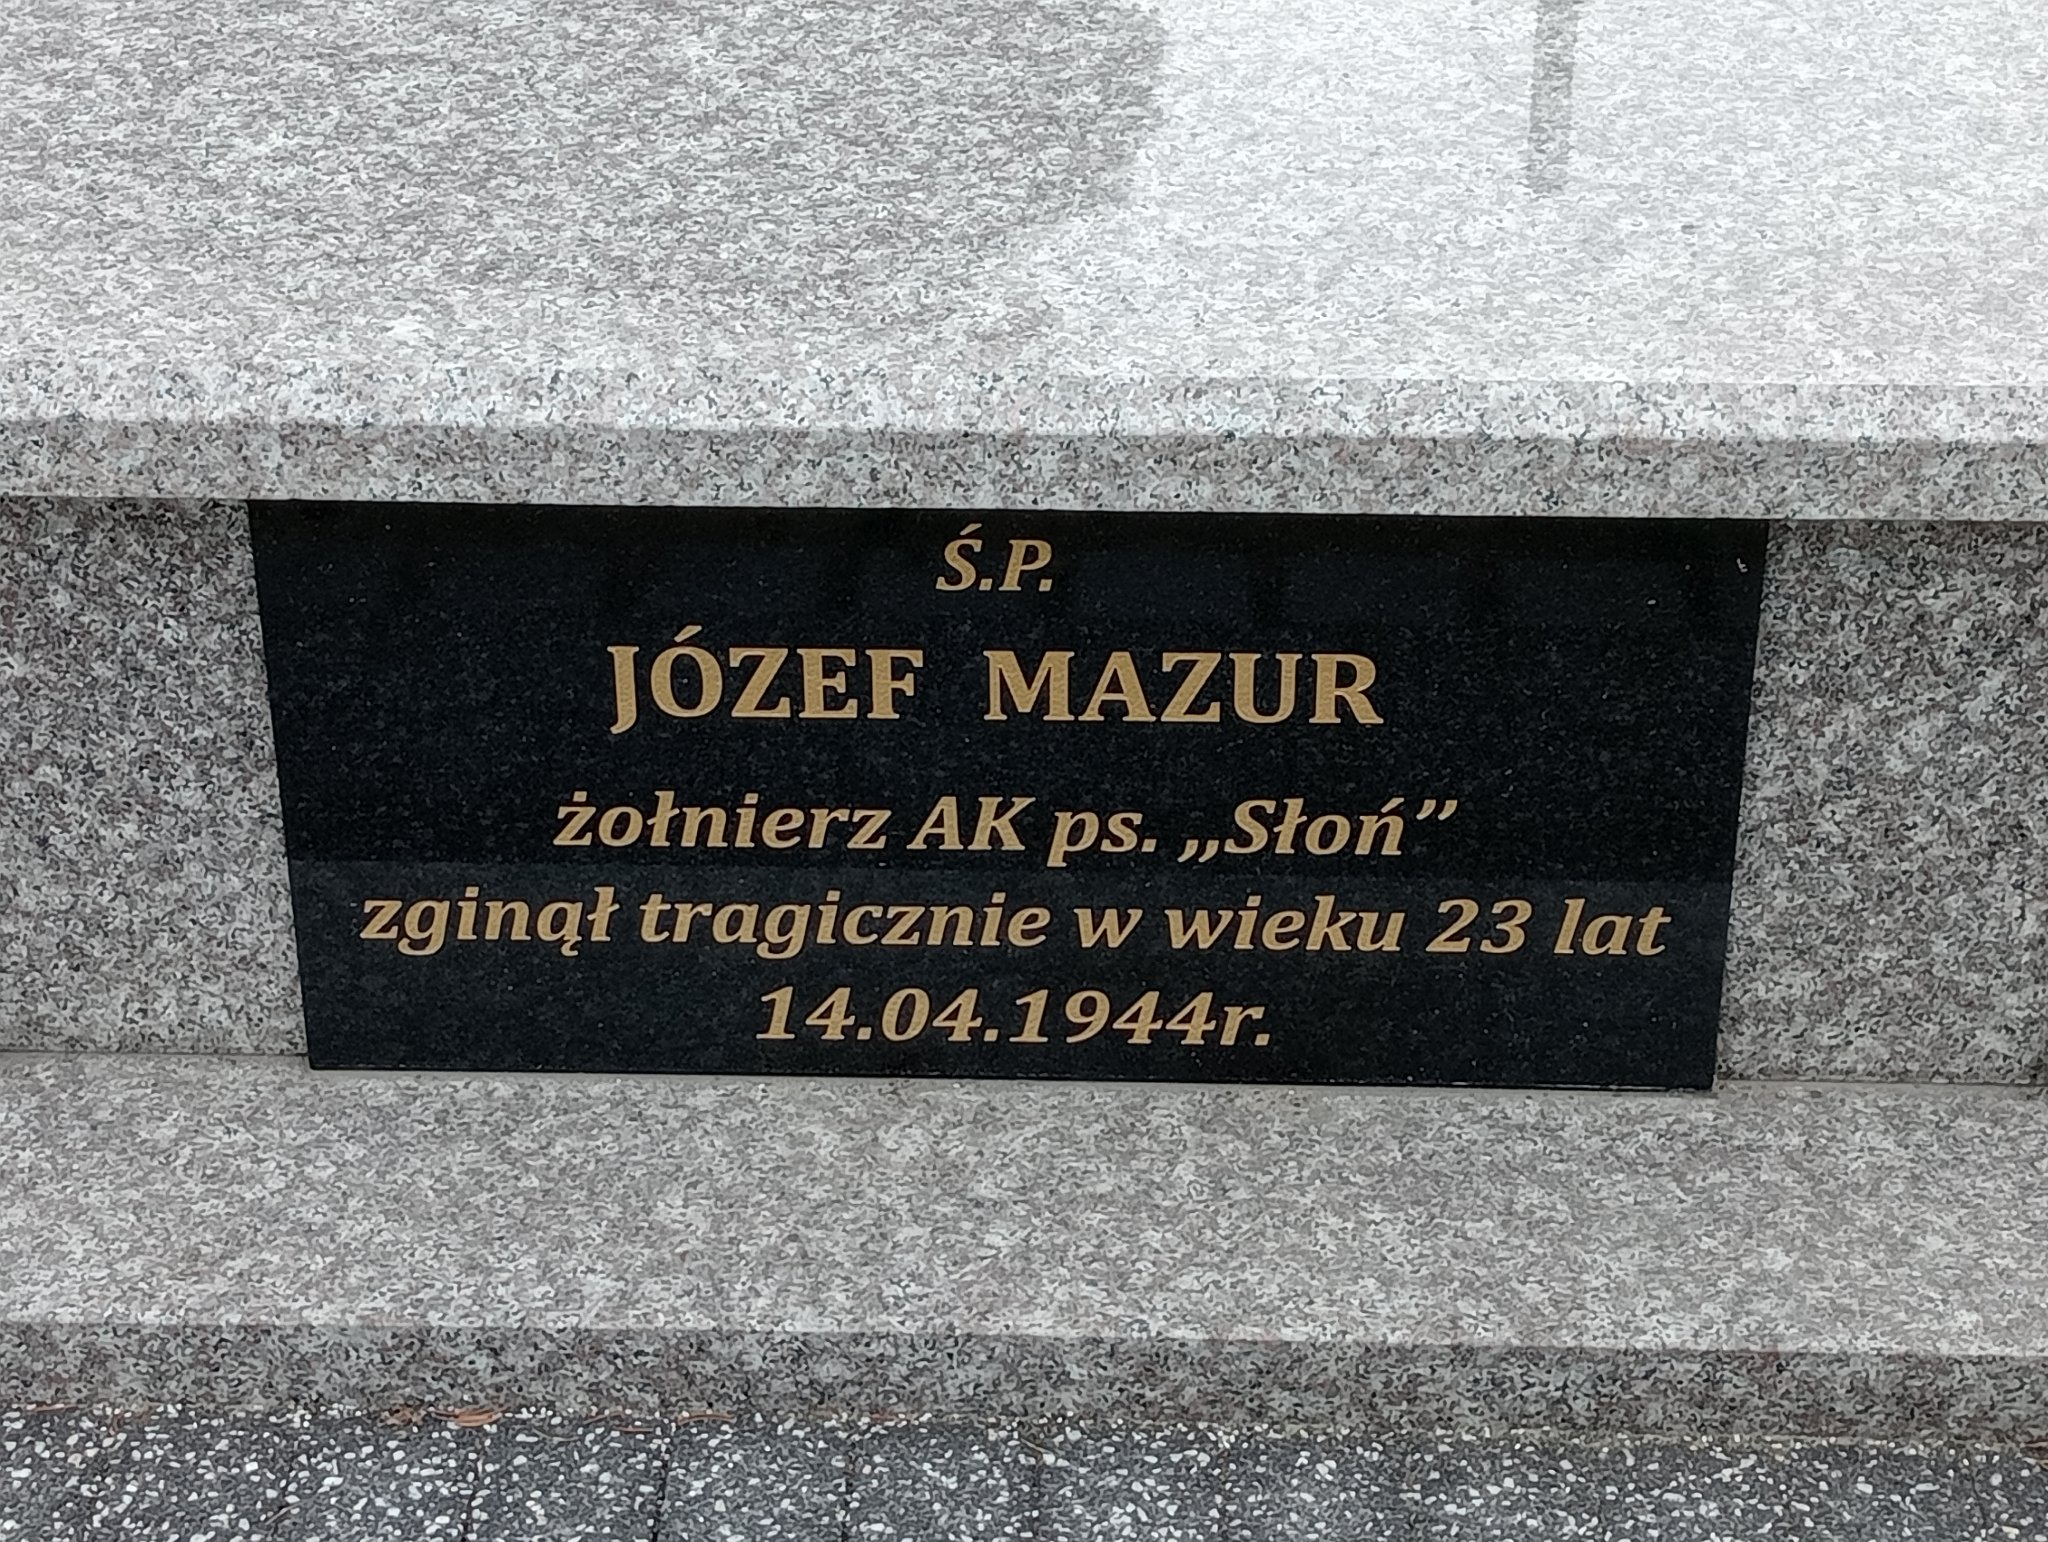 Ś.P.
JÓZEF MAZUR
żołnierz AK ps. „Słoń”
zginął tragicznie w wieku 23 lat
14.04.1944r.